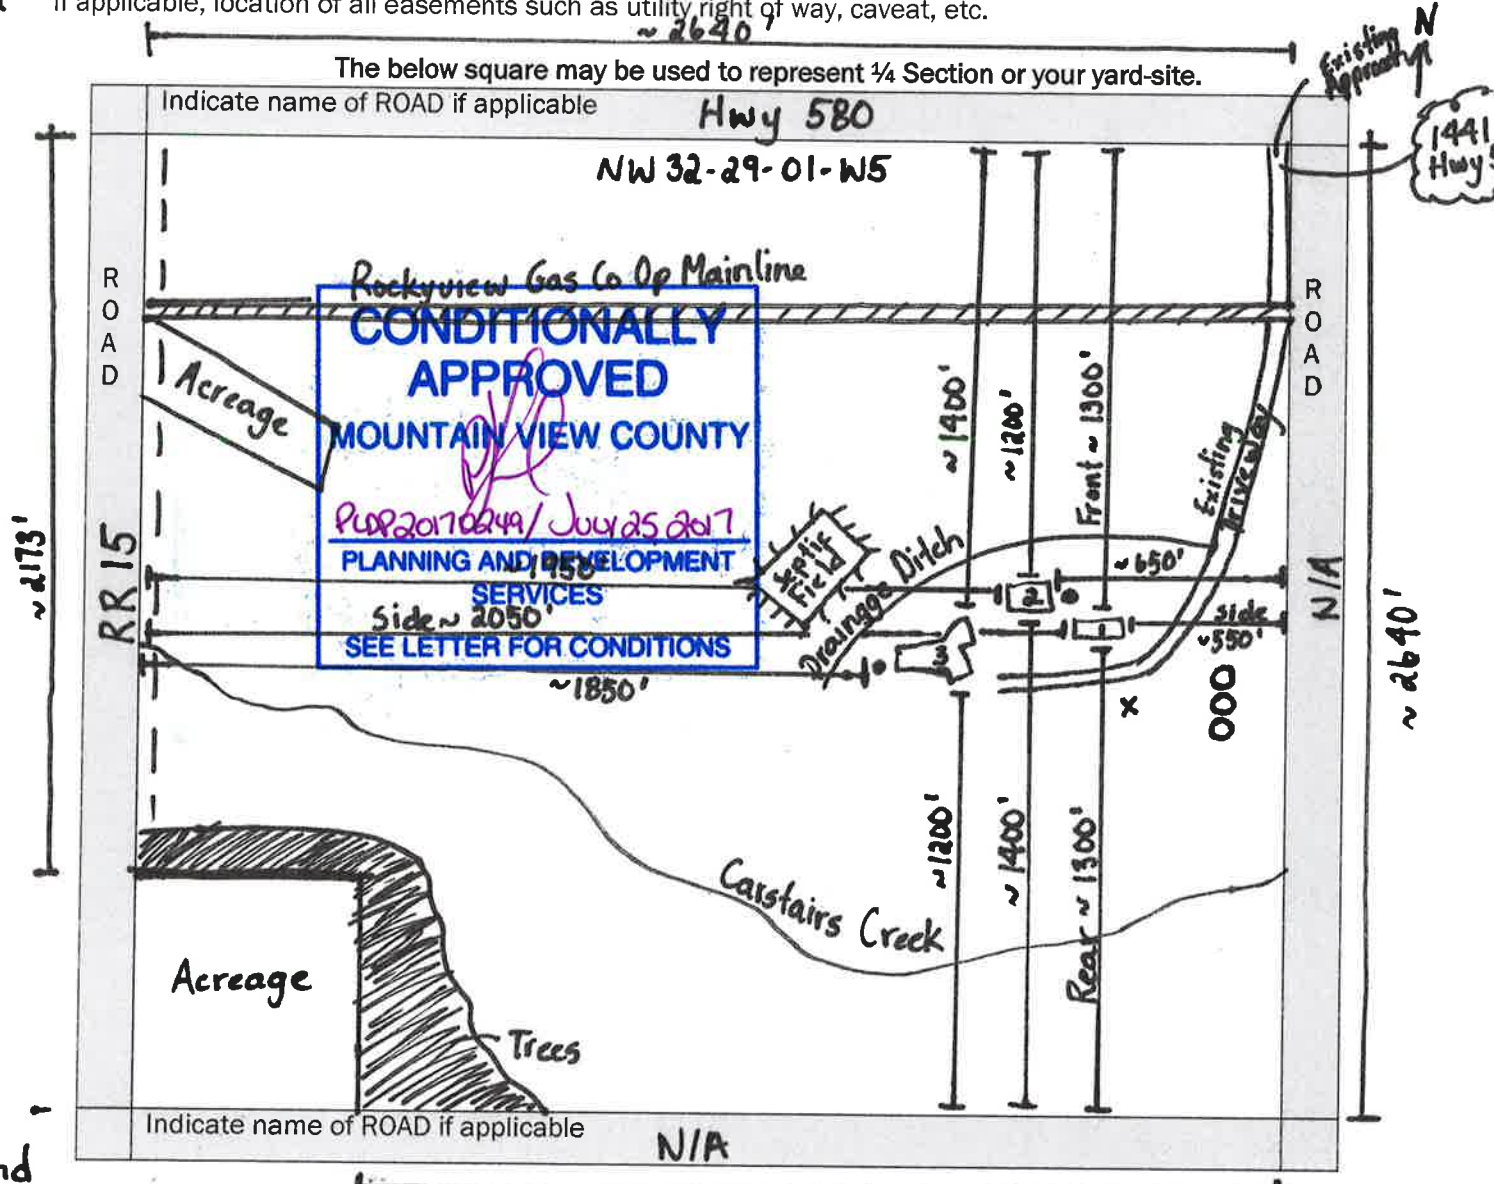 If applicable, location of all easements such as utility right of way, caveat, etc.
~ 2640'
N
Existing Approach
The below square may be used to represent ¼ Section or your yard-site.
Indicate name of ROAD if applicable
Hwy 580
1441
NW 32-29-01-W5
Rockyview Gas Co Op Mainline
ROAD
ROAD
CONDITIONALLY
APPROVED
MOUNTAIN VIEW COUNTY
PLDP20170249 / July 25 2017
PLANNING AND DEVELOPMENT
SERVICES
SEE LETTER FOR CONDITIONS
Acreage
~ 1400'
~ 1200'
Front ~ 1300'
Existing
Driveway
~2173'
RR 15
Septic
Field
Drainage Ditch
~1950'
~650'
2
N/A
Side ~ 2050'
1
side
~550'
3
~1850'
x
000
~ 2640'
~1200'
~ 1400'
Rear ~ 1300'
Carstairs Creek
Acreage
Trees
Indicate name of ROAD if applicable
N/A